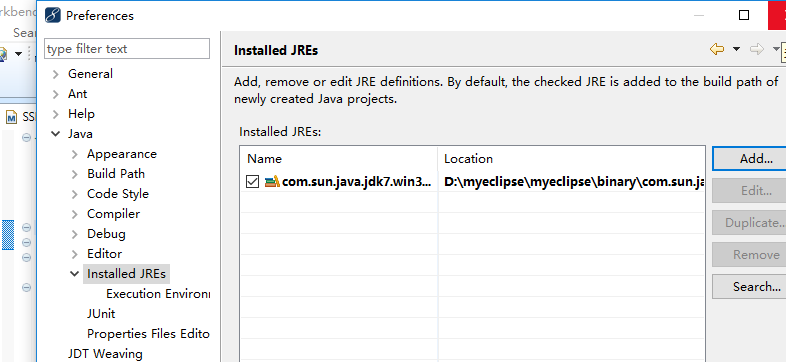 rkbenc
Preferences
Sear
type filter text
Installed JREs
General
Ant
Help
Java
Appearance
Build Path
Code Style
Compiler
Debug
Editor
Installed JREs
Execution Environ
JUnit
Properties Files Edito
JDT Weaving
SS
Add, remove or edit JRE definitions. By default, the checked JRE is added to the build path of
newly created Java projects.
Installed JREs:
Name
Location
com.sun.java.jdk7.win3...
D:\myeclipse\myeclipse\binary\com.sun.ja
Add...
Edit...
Duplicate...
Remove
Search...